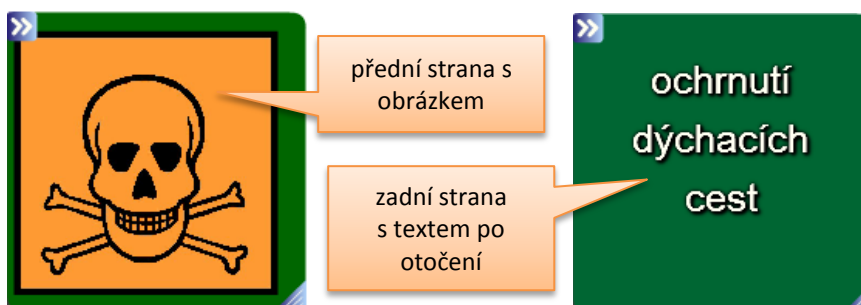 přední strana s
obrázkem
zadní strana
s textem po
otočení
ochrnutí
dýchacích
cest